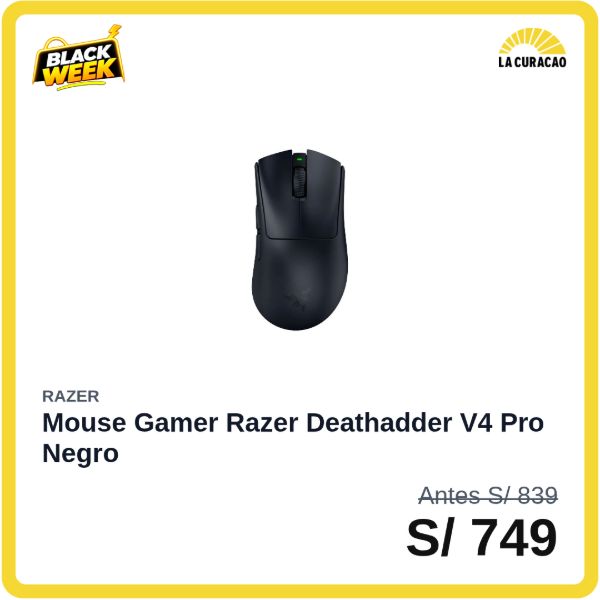 BLACK
WEEK
LA CURACAO
RAZER
Mouse Gamer Razer Deathadder V4 Pro
Negro
Antes S/ 839
S/ 749